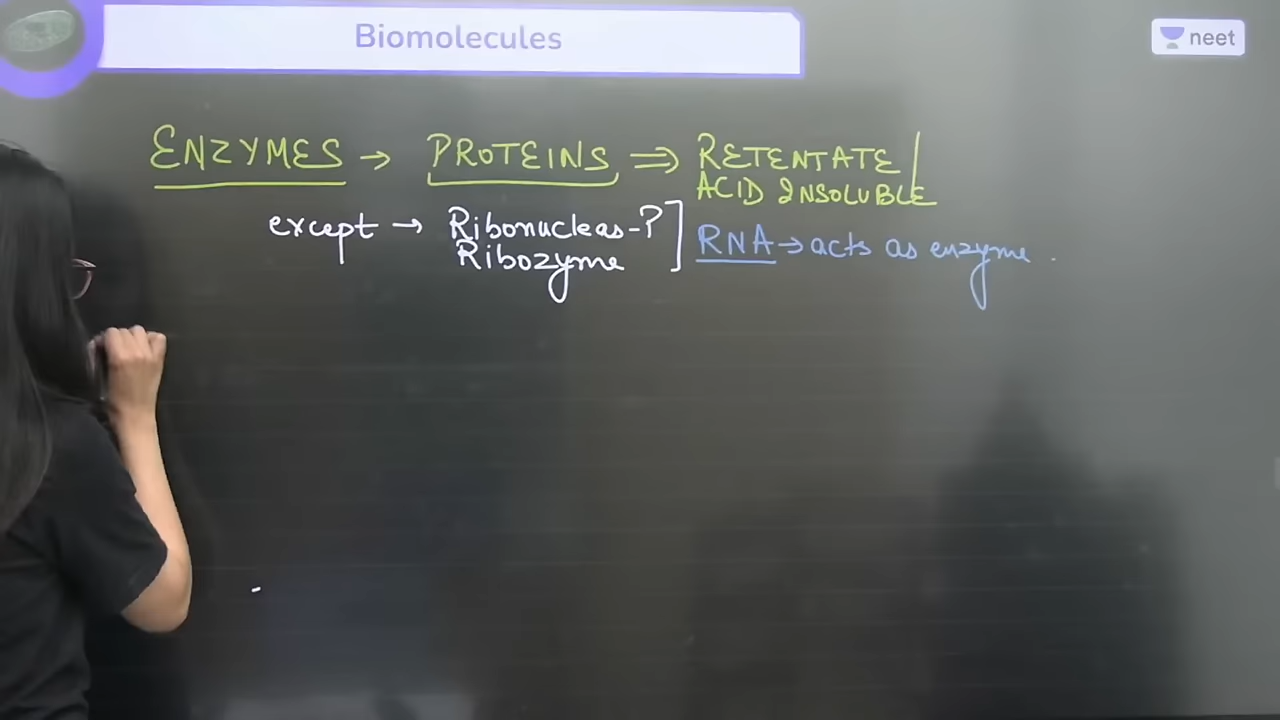 Biomolecules
neet
ENZYMES → PROTEINS ⇒ RETENTATE /
ACID INSOLUBLE
except → Ribonucleas-P ] RNA → acts as enzyme.
Ribozyme